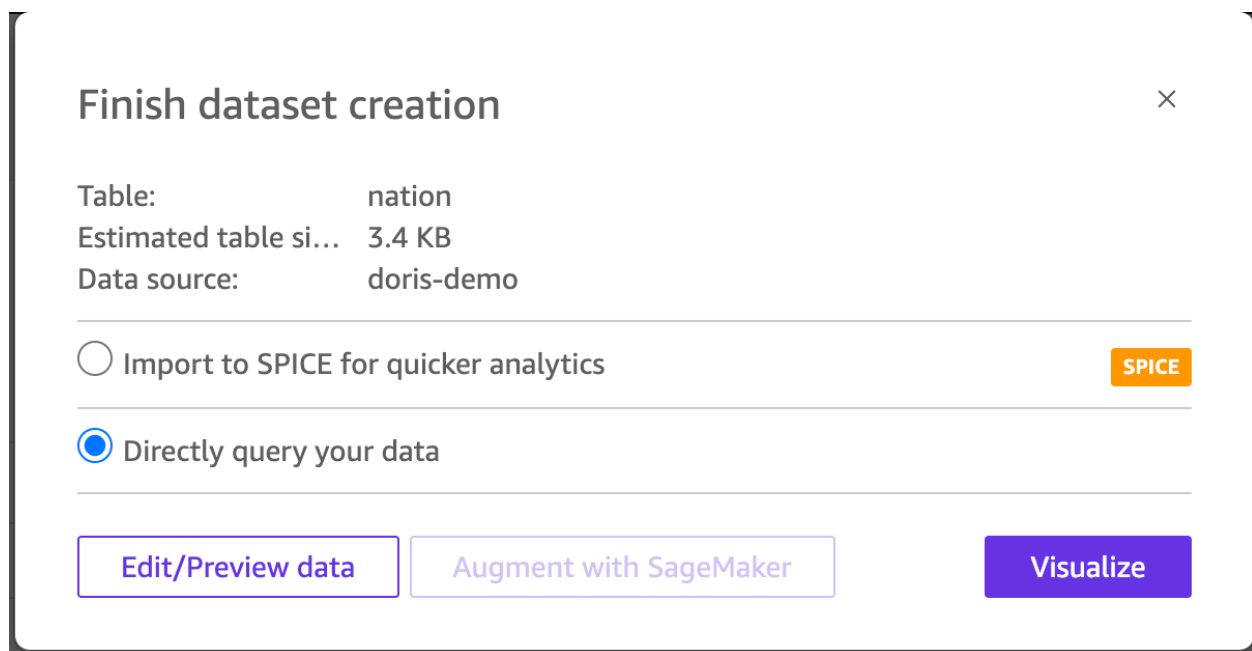 Finish dataset creation
Table: nation
Estimated table si... 3.4 KB
Data source: doris-demo
Import to SPICE for quicker analytics SPICE
Directly query your data
Edit/Preview data Augment with SageMaker Visualize